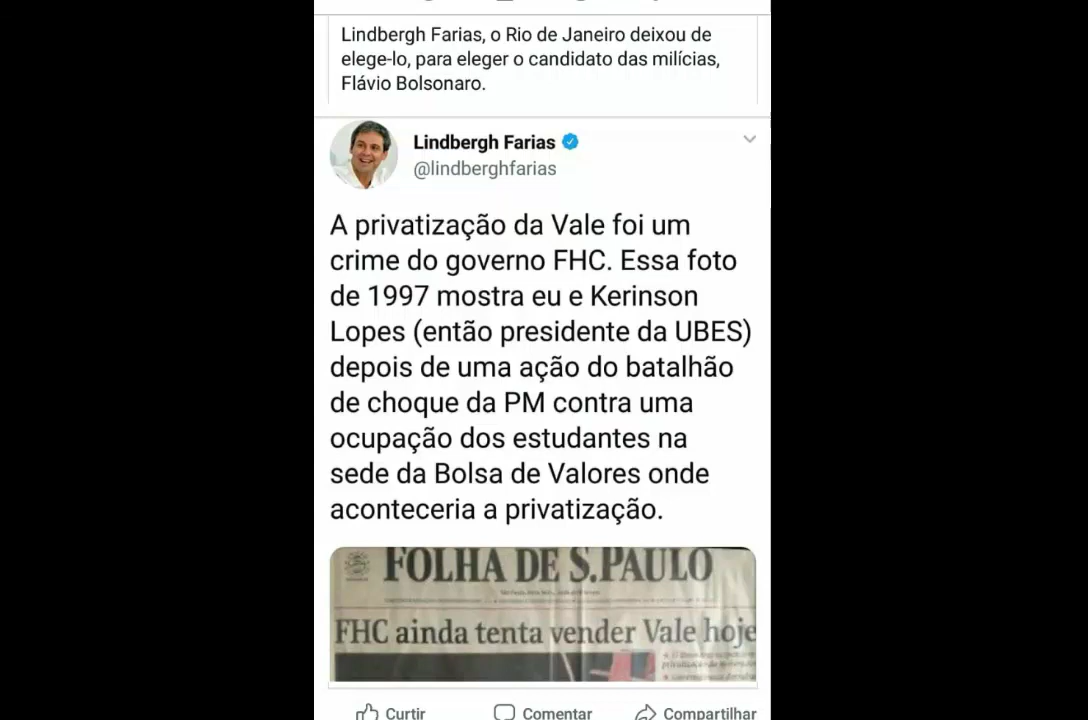 Lindbergh Farias, o Rio de Janeiro deixou de
elege-lo, para eleger o candidato das milícias,
Flávio Bolsonaro.
Lindbergh Farias
@lindberghfarias
A privatização da Vale foi um
crime do governo FHC. Essa foto
de 1997 mostra eu e Kerinson
Lopes (então presidente da UBES)
depois de uma ação do batalhão
de choque da PM contra uma
ocupação dos estudantes na
sede da Bolsa de Valores onde
aconteceria a privatização.
FOLHA DE S.PAULO
FHC ainda tenta vender Vale hoje
Curtir Comentar Compartilhar